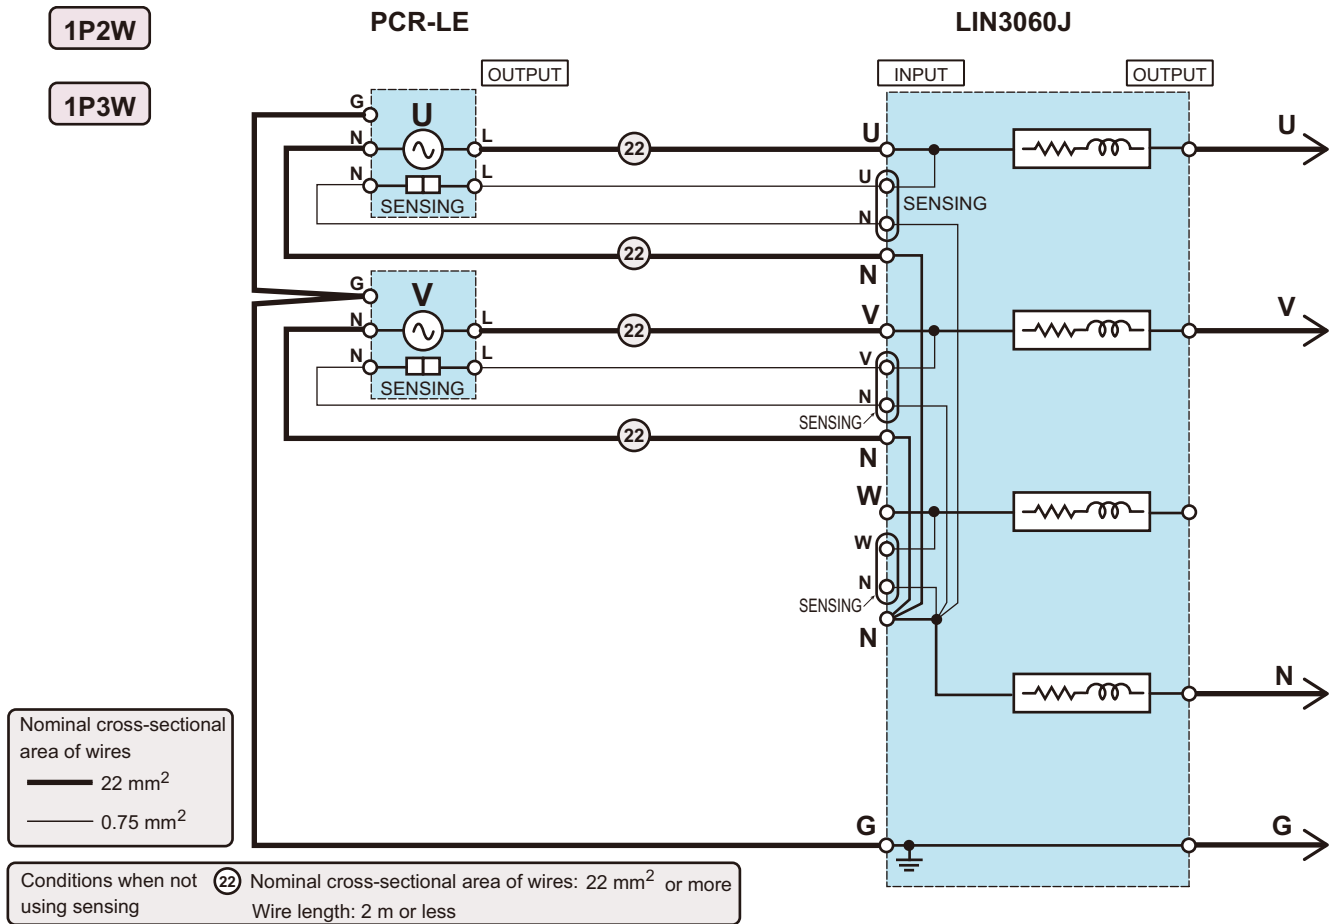 1P2W
PCR-LE
LIN3060J
OUTPUT
INPUT
OUTPUT
1P3W
G
U
N
L
22
U
U
N
L
U
SENSING
SENSING
N
22
N
G
V
V
N
L
22
V
N
L
V
SENSING
N
SENSING
22
N
W
W
N
SENSING
N
N
Nominal cross-sectional
area of wires
22 mm2
0.75 mm2
G
G
Conditions when not
using sensing
22 Nominal cross-sectional area of wires: 22 mm2 or more
Wire length: 2 m or less